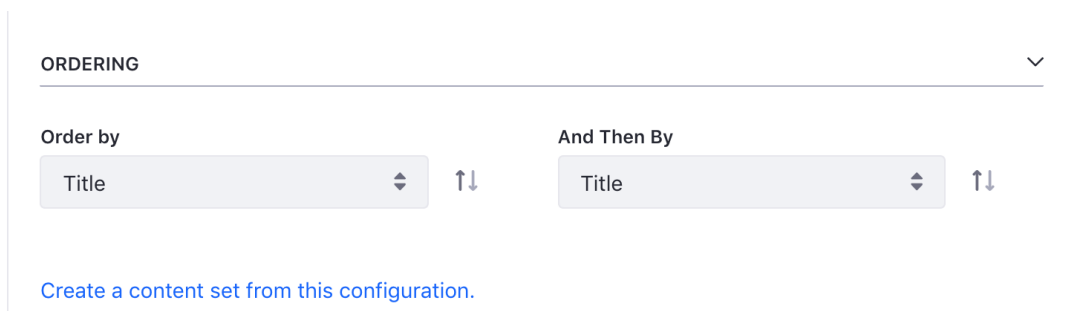 ORDERING
Order by And Then By
Title Title
Create a content set from this configuration.